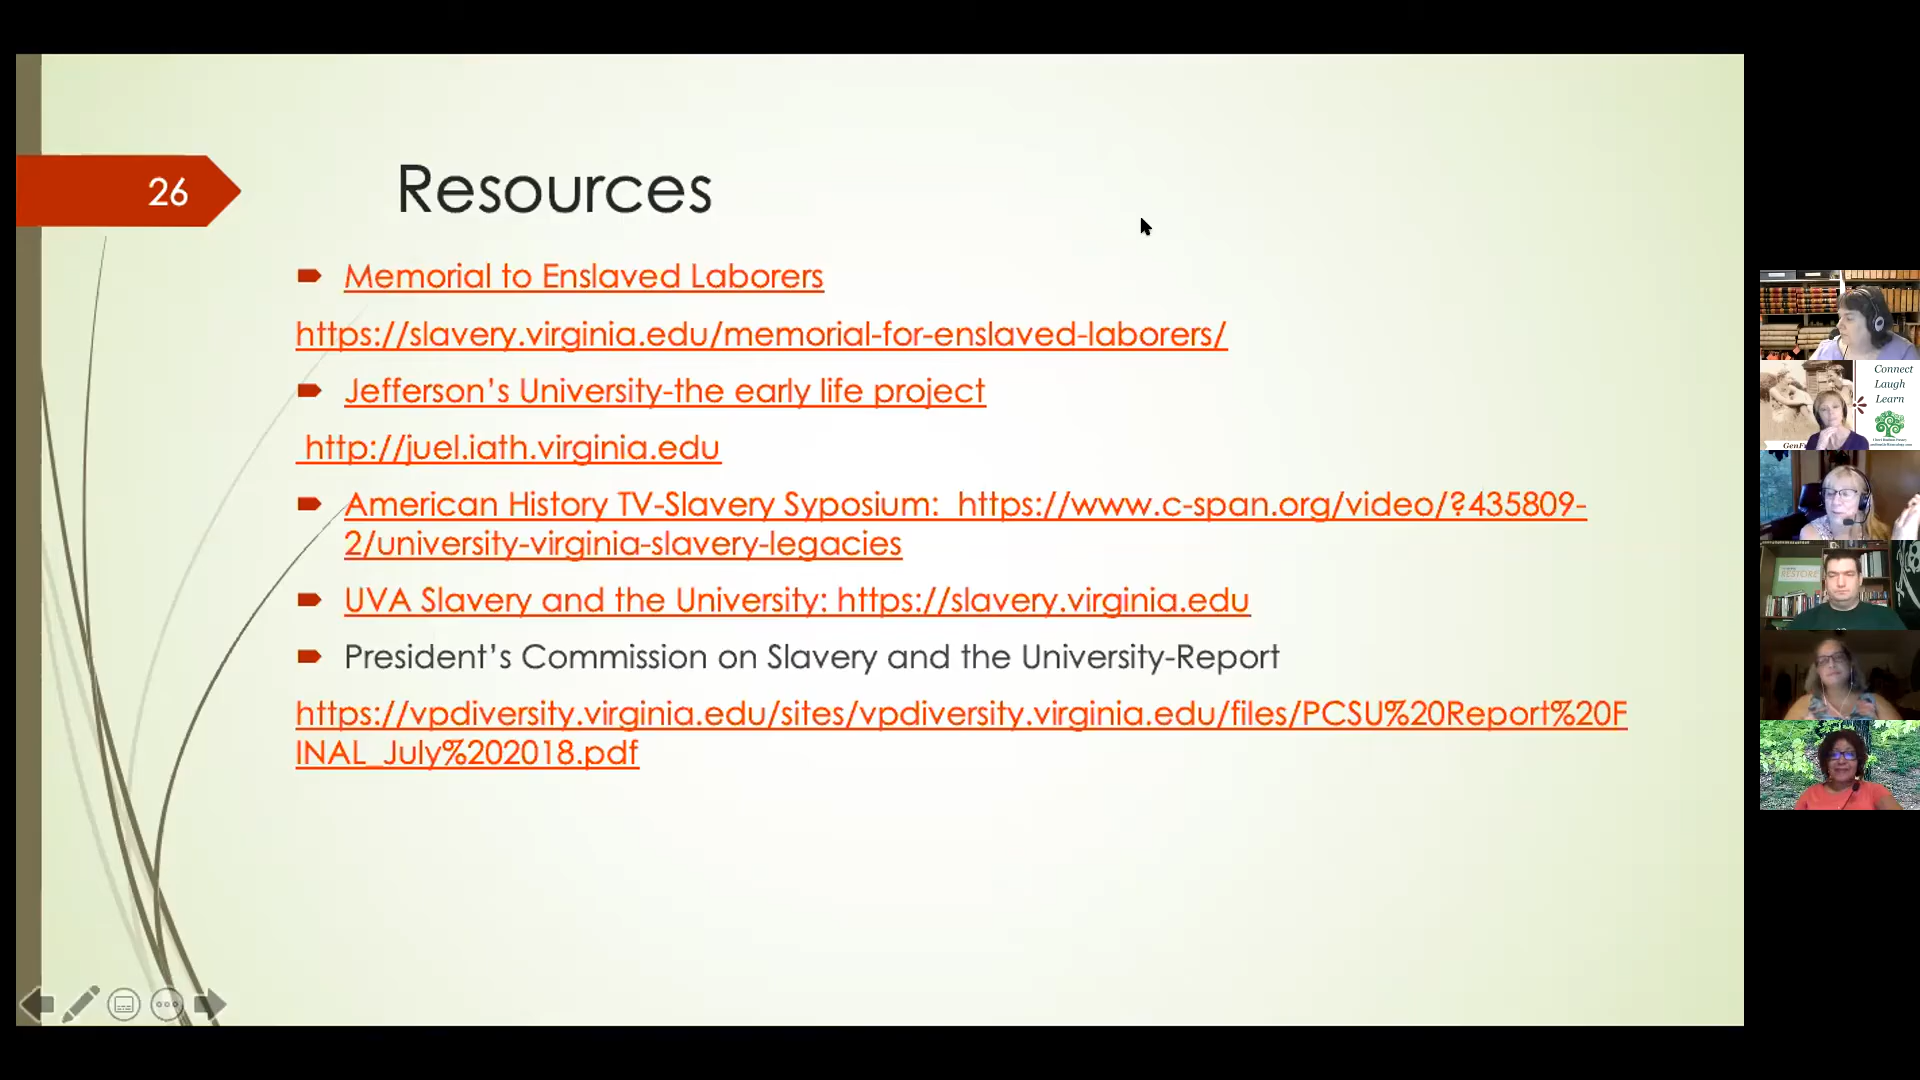 26
Resources
Memorial to Enslaved Laborers
https://slavery.virginia.edu/memorial-for-enslaved-laborers/
Jefferson's University-the early life project
http://juel.iath.virginia.edu
American History TV-Slavery Syposium:  https://www.c-span.org/video/?435809-
2/university-virginia-slavery-legacies
UVA Slavery and the University: https://slavery.virginia.edu
President's Commission on Slavery and the University-Report
https://vpdiversity.virginia.edu/sites/vpdiversity.virginia.edu/files/PCSU%20Report%20F
INAL_July%202018.pdf
Connect
Laugh
Learn
RESTORE